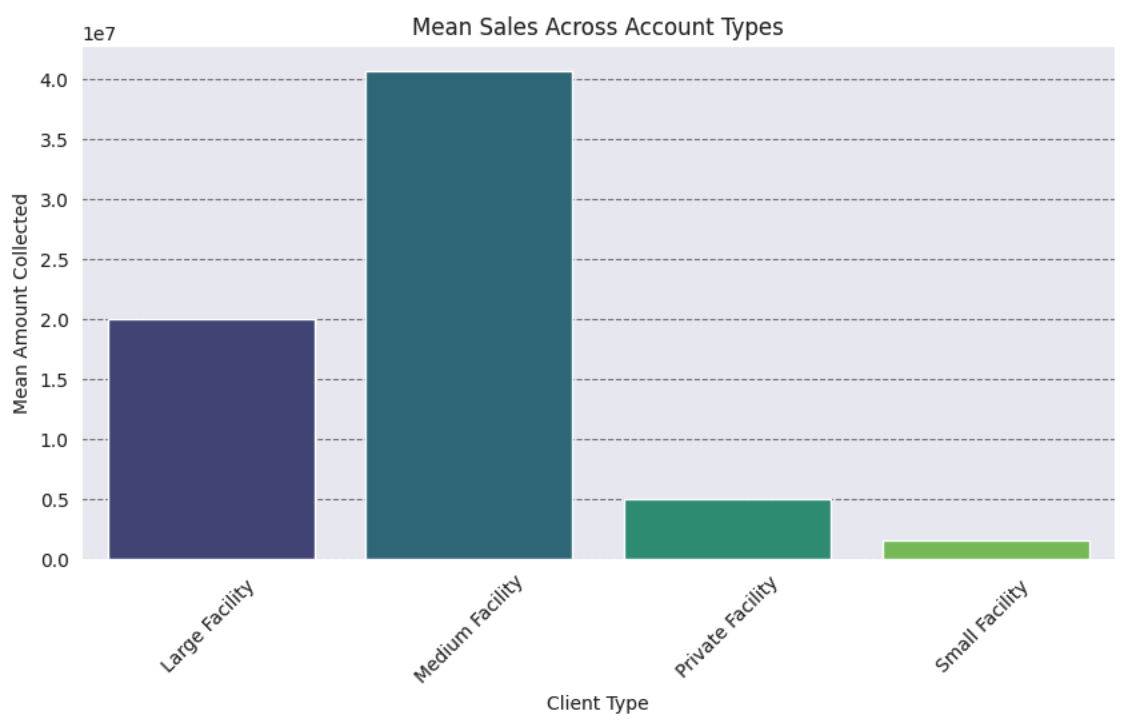 Mean Sales Across Account Types
1e7
4.0
3.5
3.0
2.5
2.0
1.5
1.0
0.5
0.0
Mean Amount Collected
Large Facility
Medium Facility
Private Facility
Small Facility
Client Type